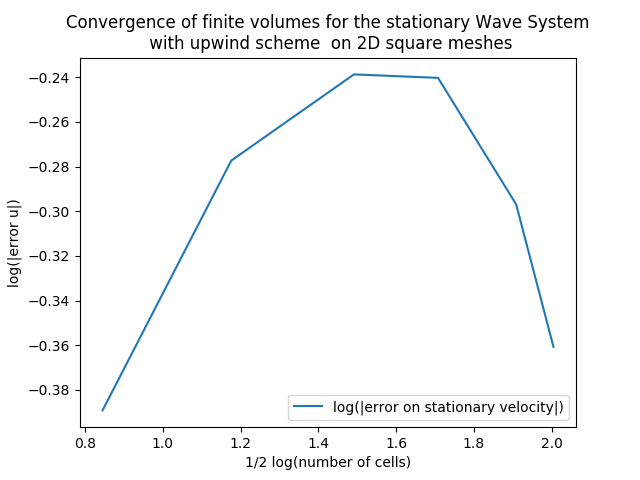 Convergence of finite volumes for the stationary Wave System
with upwind scheme  on 2D square meshes
−0.24
−0.26
−0.28
−0.30
−0.32
−0.34
−0.36
−0.38
log(|error u|)
log(|error on stationary velocity|)
0.8 1.0 1.2 1.4 1.6 1.8 2.0
1/2 log(number of cells)